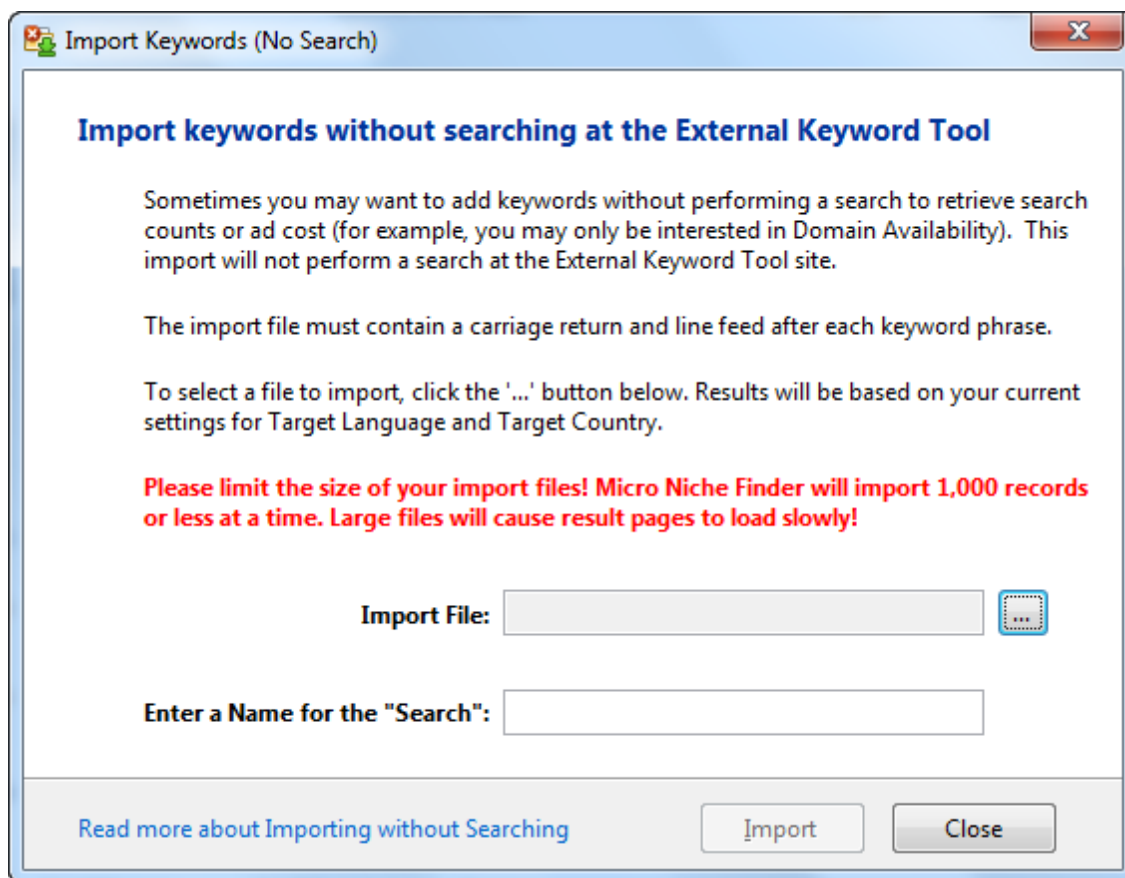 Import Keywords (No Search)
Import keywords without searching at the External Keyword Tool
Sometimes you may want to add keywords without performing a search to retrieve search
counts or ad cost (for example, you may only be interested in Domain Availability).  This
import will not perform a search at the External Keyword Tool site.
The import file must contain a carriage return and line feed after each keyword phrase.
To select a file to import, click the '...' button below. Results will be based on your current
settings for Target Language and Target Country.
Please limit the size of your import files! Micro Niche Finder will import 1,000 records
or less at a time. Large files will cause result pages to load slowly!
Import File: ...
Enter a Name for the "Search":
Read more about Importing without Searching Import Close